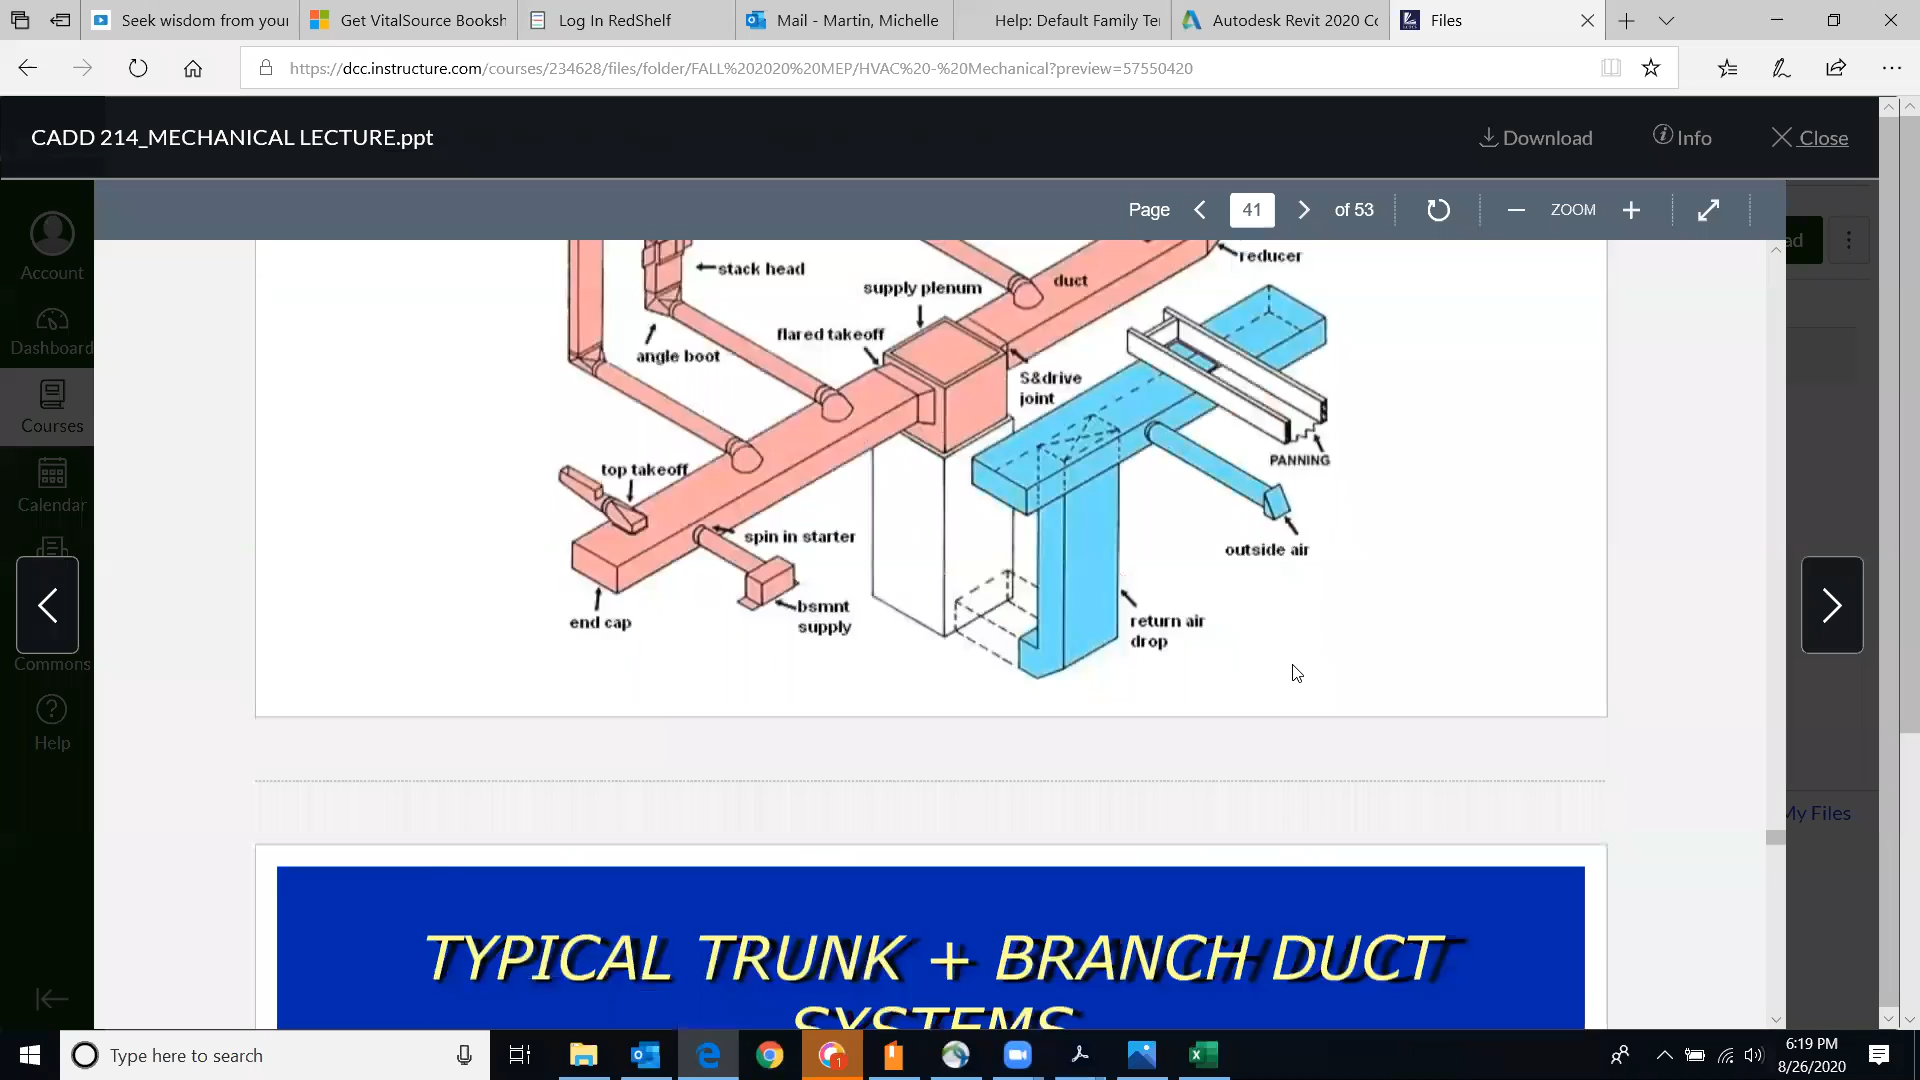 Seek wisdom from your
Get VitalSource Booksh
Log In RedShelf
Mail - Martin, Michelle
Help: Default Family Te
Autodesk Revit 2020 Co
Files
https://dcc.instructure.com/courses/234628/files/folder/FALL%202020%20MEP/HVAC%20-%20Mechanical?preview=57550420
CADD 214_MECHANICAL LECTURE.ppt
Download
Info
Close
Page
41
of 53
ZOOM
Account
Dashboard
Courses
Calendar
Commons
Help
ad
My Files
reducer
stack head
duct
supply plenum
flared takeoff
angle boot
S&drive
joint
PANNING
top takeoff
spin in starter
outside air
bsmnt
supply
end cap
return air
drop
TYPICAL TRUNK + BRANCH DUCT
SYSTEMS
Type here to search
1
6:19 PM
8/26/2020